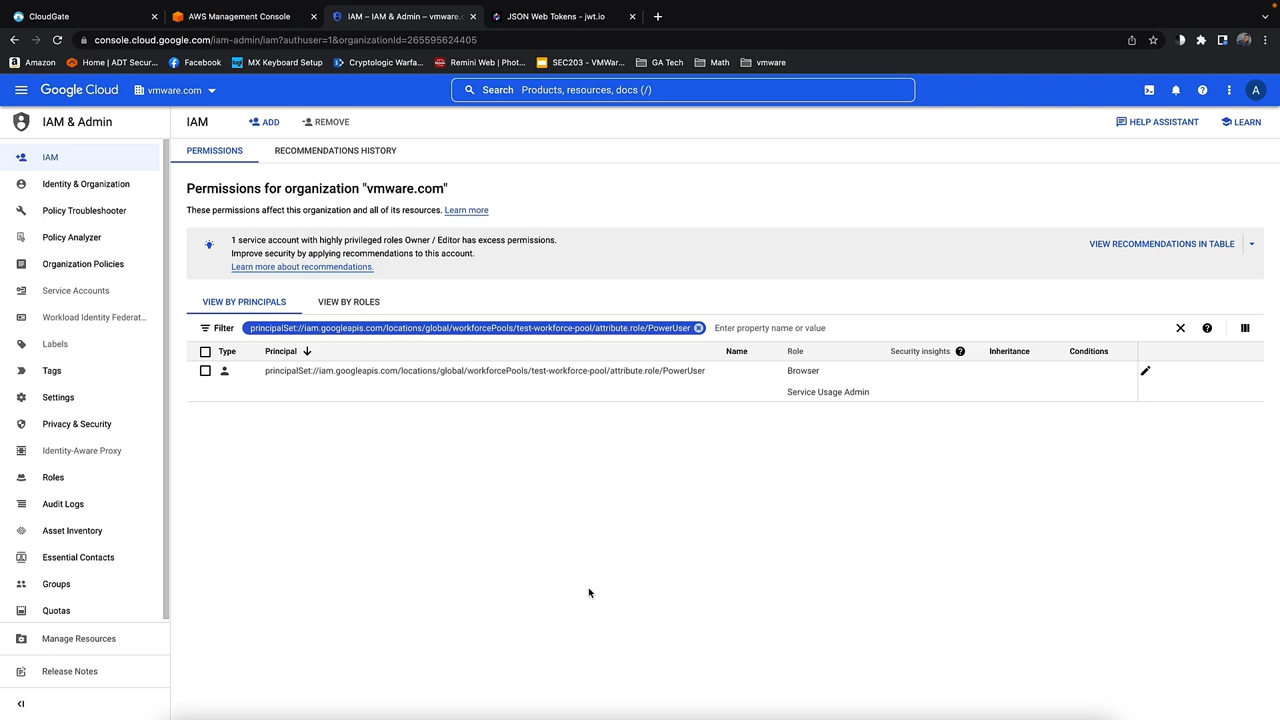 CloudGate
AWS Management Console
IAM – IAM & Admin – vmware.c
JSON Web Tokens - jwt.io
console.cloud.google.com/iam-admin/iam?authuser=1&organizationId=265595624405
Amazon
Home | ADT Secur...
Facebook
MX Keyboard Setup
Cryptologic Warfa...
Remini Web | Phot...
SEC203 - VMWar...
GA Tech
Math
vmware
Google Cloud
vmware.com
Search Products, resources, docs (/)
A
IAM & Admin
IAM
Identity & Organization
Policy Troubleshooter
Policy Analyzer
Organization Policies
Service Accounts
Workload Identity Federat...
Labels
Tags
Settings
Privacy & Security
Identity-Aware Proxy
Roles
Audit Logs
Asset Inventory
Essential Contacts
Groups
Quotas
Manage Resources
Release Notes
IAM
ADD
REMOVE
HELP ASSISTANT
LEARN
PERMISSIONS
RECOMMENDATIONS HISTORY
Permissions for organization "vmware.com"
These permissions affect this organization and all of its resources. Learn more
1 service account with highly privileged roles Owner / Editor has excess permissions.
Improve security by applying recommendations to this account.
Learn more about recommendations.
VIEW RECOMMENDATIONS IN TABLE
VIEW BY PRINCIPALS
VIEW BY ROLES
Filter
principalSet://iam.googleapis.com/locations/global/workforcePools/test-workforce-pool/attribute.role/PowerUser
Enter property name or value
Type
Principal
Name
Role
Security insights
Inheritance
Conditions
principalSet://iam.googleapis.com/locations/global/workforcePools/test-workforce-pool/attribute.role/PowerUser
Browser
Service Usage Admin